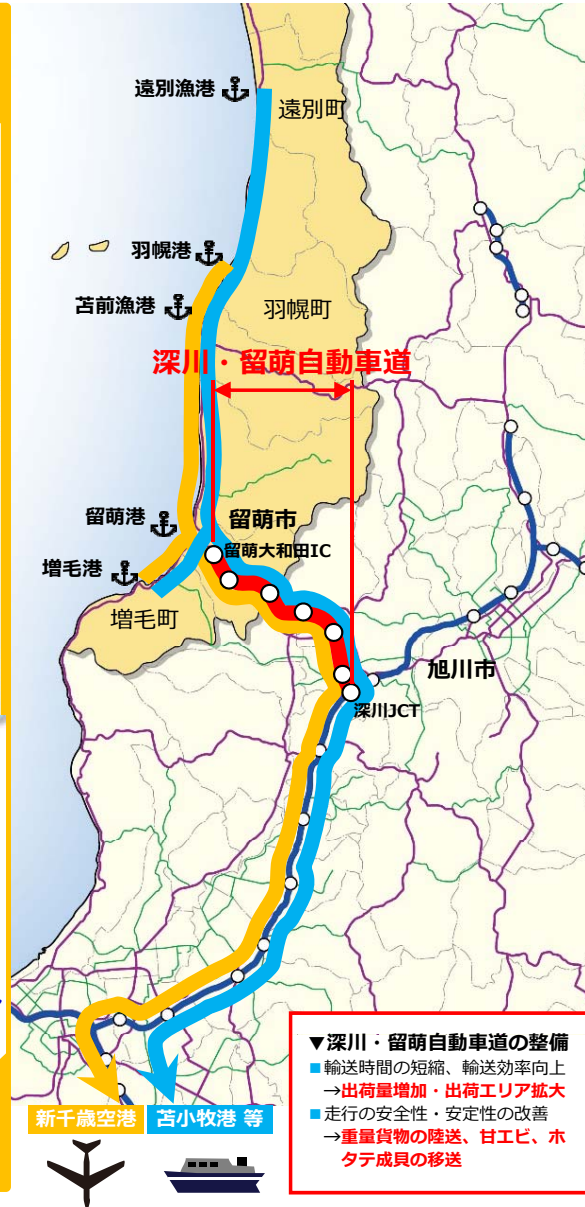 遠別漁港
遠別町
羽幌港
苫前漁港
羽幌町
深川・留萌自動車道
留萌港
留萌市
留萌大和田IC
増毛港
増毛町
旭川市
深川JCT
新千歳空港
苫小牧港 等
▼深川・留萌自動車道の整備
■輸送時間の短縮、輸送効率向上
→出荷量増加・出荷エリア拡大
■走行の安全性・安定性の改善
→重量貨物の陸送、甘エビ、ホ
タテ成貝の移送